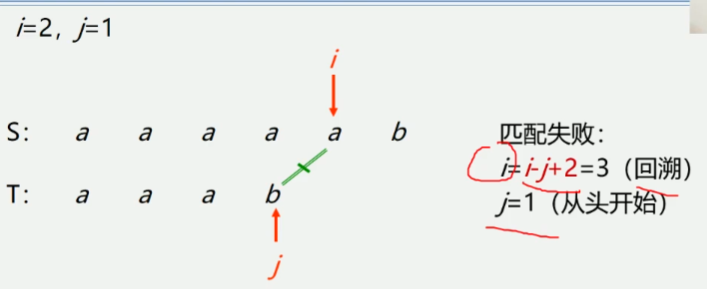 i=2, j=1
i
S: a a a a a b
匹配失败:
i=i-j+2=3（回溯）
T: a a a b
j=1（从头开始）
j